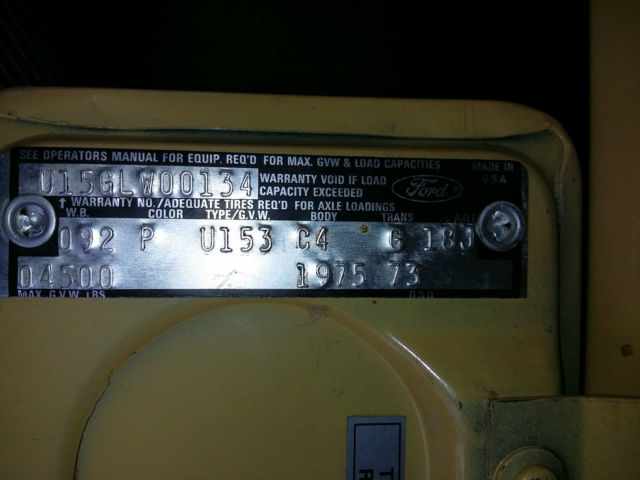 SEE OPERATORS MANUAL FOR EQUIP. REQ'D FOR MAX. GVW & LOAD CAPACITIES
U15GLW00134
WARRANTY VOID IF LOAD
CAPACITY EXCEEDED
Ford
MADE IN
U.S.A.
↑ WARRANTY NO./ADEQUATE TIRES REQ'D FOR AXLE LOADINGS
W.B. COLOR TYPE/G.V.W. BODY TRANS AXLE
092 P U153 C4 G 18J
04500 1975 73
MAX. G.V.W. LBS D.S.O.
T
R